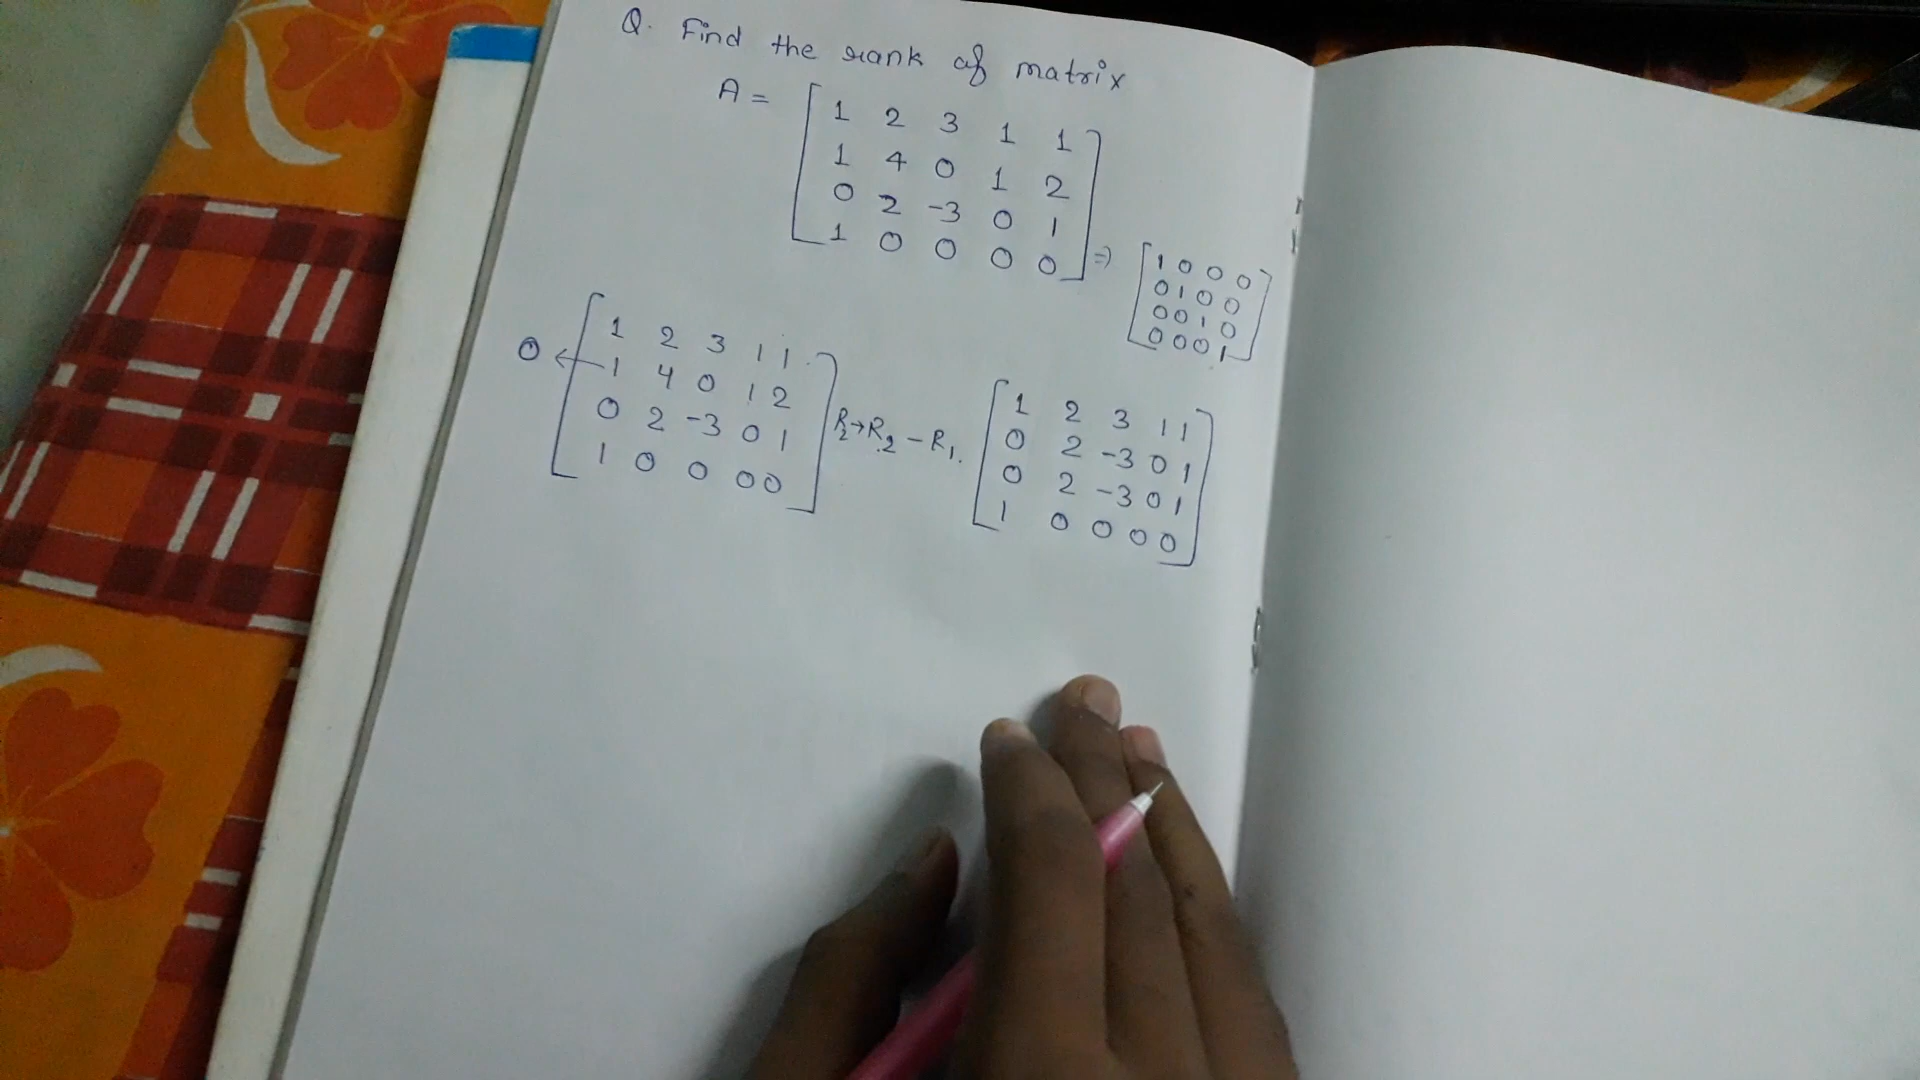 Q. Find the rank of matrix
A = [ 1 2 3 1 1
1 4 0 1 2
0 2 -3 0 1
1 0 0 0 0 ] ⇒
[ 1 0 0 0
0 1 0 0
0 0 1 0
0 0 0 1 ]
[ 1 2 3 1 1
0 ← 1 4 0 1 2
0 2 -3 0 1
1 0 0 0 0 ]
R2→R2 - R1.
[ 1 2 3 1 1
0 2 -3 0 1
0 2 -3 0 1
1 0 0 0 0 ]